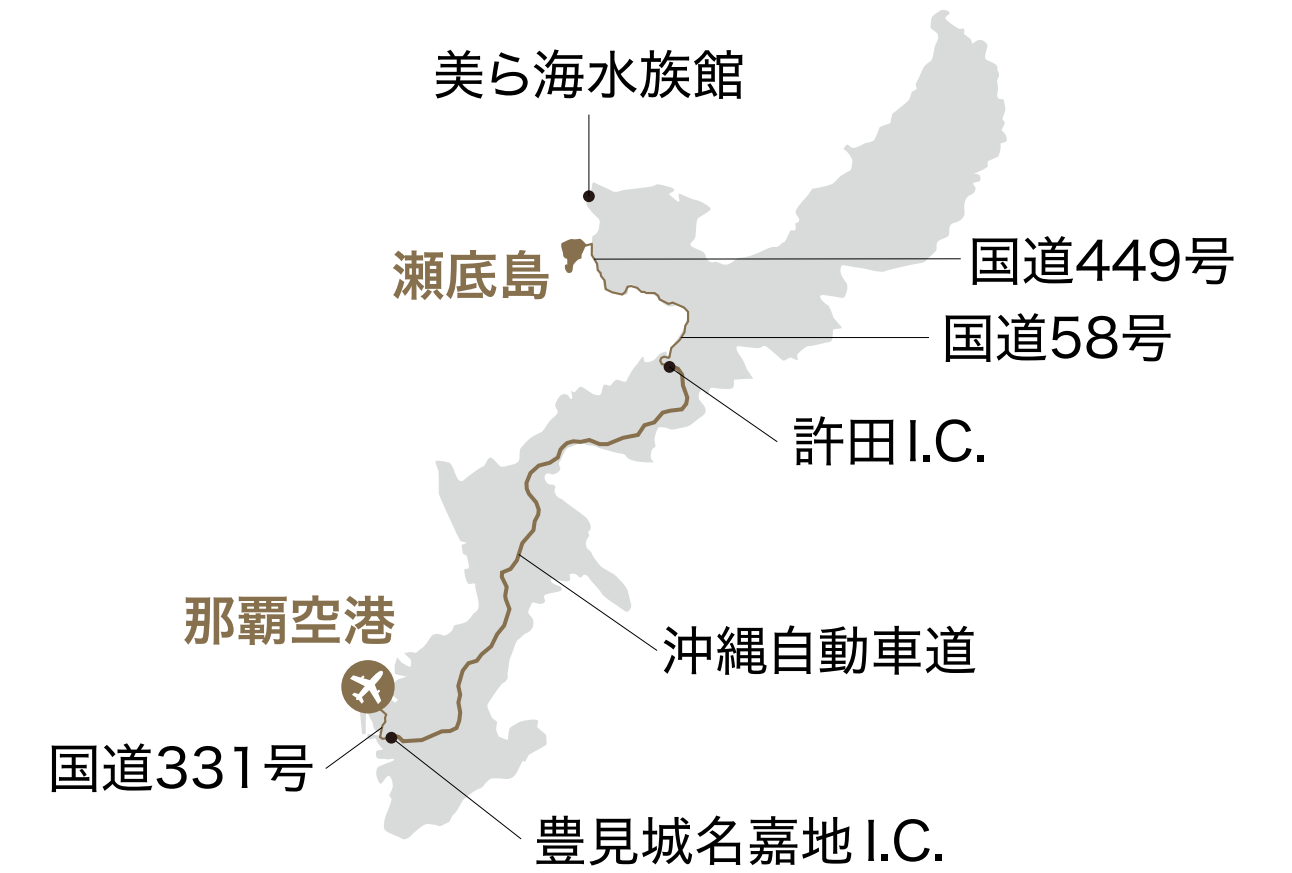 美ら海水族館
瀬底島
国道449号
国道58号
許田I.C.
那覇空港
沖縄自動車道
国道331号
豊見城名嘉地I.C.